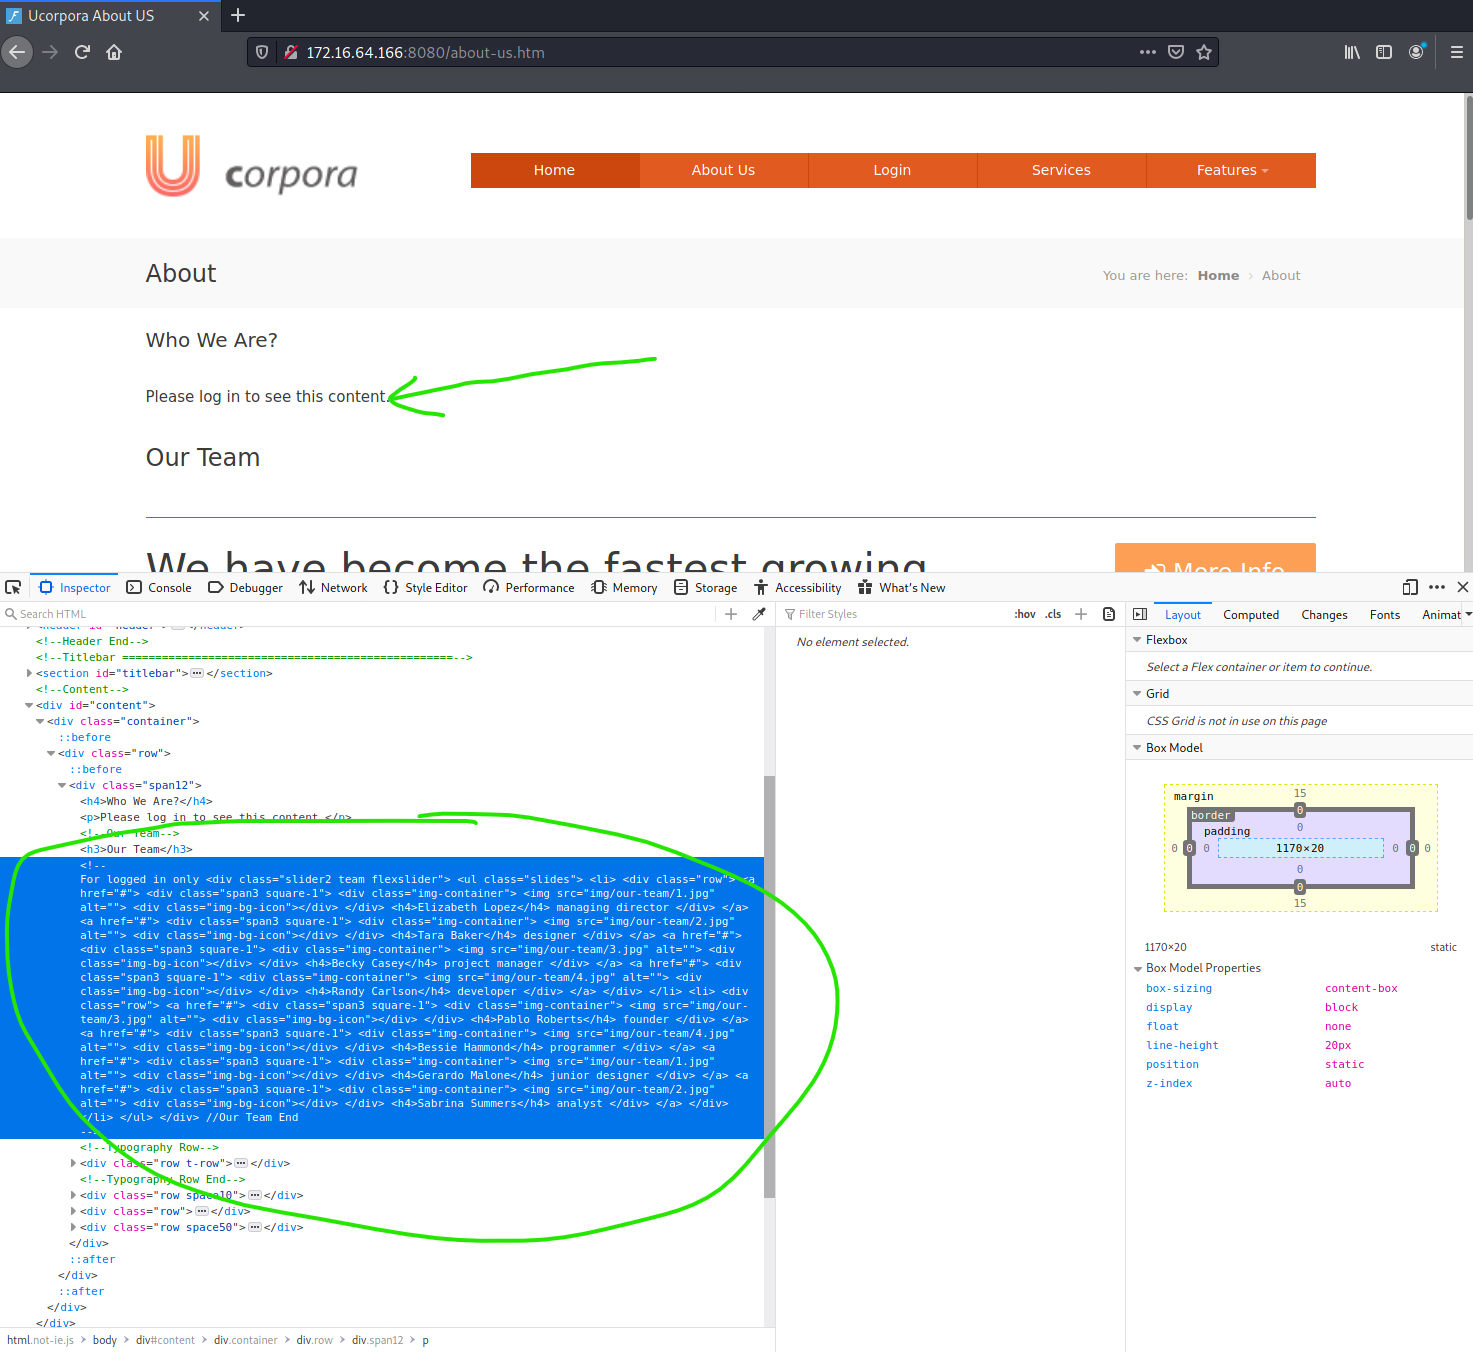 Ucorpora About US
172.16.64.166:8080/about-us.htm
U corpora
Home
About Us
Login
Services
Features
About
You are here: Home › About
Who We Are?
Please log in to see this content.
Our Team
We have become the fastest growing
More Info
Inspector
Console
Debugger
Network
Style Editor
Performance
Memory
Storage
Accessibility
What's New
Search HTML
Filter Styles
:hov .cls
Layout
Computed
Changes
Fonts
Animat
<header id="header"></header>
<!--Header End-->
<!--Titlebar ==================================================-->
<section id="titlebar"></section>
<!--Content-->
<div id="content">
<div class="container">
::before
<div class="row">
::before
<div class="span12">
<h4>Who We Are?</h4>
<p>Please log in to see this content.</p>
<!--Our Team-->
<h3>Our Team</h3>
<!--
For logged in only <div class="slider2 team flexslider"> <ul class="slides"> <li> <div class="row"> <a
href="#"> <div class="span3 square-1"> <div class="img-container"> <img src="img/our-team/1.jpg"
alt=""> <div class="img-bg-icon"></div> </div> <h4>Elizabeth Lopez</h4> managing director </div> </a>
<a href="#"> <div class="span3 square-1"> <div class="img-container"> <img src="img/our-team/2.jpg"
alt=""> <div class="img-bg-icon"></div> </div> <h4>Tara Baker</h4> designer </div> </a> <a href="#">
<div class="span3 square-1"> <div class="img-container"> <img src="img/our-team/3.jpg" alt=""> <div
class="img-bg-icon"></div> </div> <h4>Becky Casey</h4> project manager </div> </a> <a href="#"> <div
class="span3 square-1"> <div class="img-container"> <img src="img/our-team/4.jpg" alt=""> <div
class="img-bg-icon"></div> </div> <h4>Randy Carlson</h4> developer </div> </a> </div> </li> <li> <div
class="row"> <a href="#"> <div class="span3 square-1"> <div class="img-container"> <img src="img/our-
team/3.jpg" alt=""> <div class="img-bg-icon"></div> </div> <h4>Pablo Roberts</h4> founder </div> </a>
<a href="#"> <div class="span3 square-1"> <div class="img-container"> <img src="img/our-team/4.jpg"
alt=""> <div class="img-bg-icon"></div> </div> <h4>Bessie Hammond</h4> programmer </div> </a> <a
href="#"> <div class="span3 square-1"> <div class="img-container"> <img src="img/our-team/1.jpg"
alt=""> <div class="img-bg-icon"></div> </div> <h4>Gerardo Malone</h4> junior designer </div> </a> <a
href="#"> <div class="span3 square-1"> <div class="img-container"> <img src="img/our-team/2.jpg"
alt=""> <div class="img-bg-icon"></div> </div> <h4>Sabrina Summers</h4> analyst </div> </a> </div>
</li> </ul> </div> //Our Team End
-->
<!--Typography Row-->
<div class="row t-row"></div>
<!--Typography Row End-->
<div class="row space10"></div>
<div class="row"></div>
<div class="row space50"></div>
</div>
::after
</div>
::after
</div>
</div>
html.not-ie.js › body › div#content › div.container › div.row › div.span12 › p
No element selected.
Flexbox
Select a Flex container or item to continue.
Grid
CSS Grid is not in use on this page
Box Model
margin
15
border
0
padding
0
0 0 0 1170×20 0 0 0
0
0
15
1170×20 static
Box Model Properties
box-sizing content-box
display block
float none
line-height 20px
position static
z-index auto